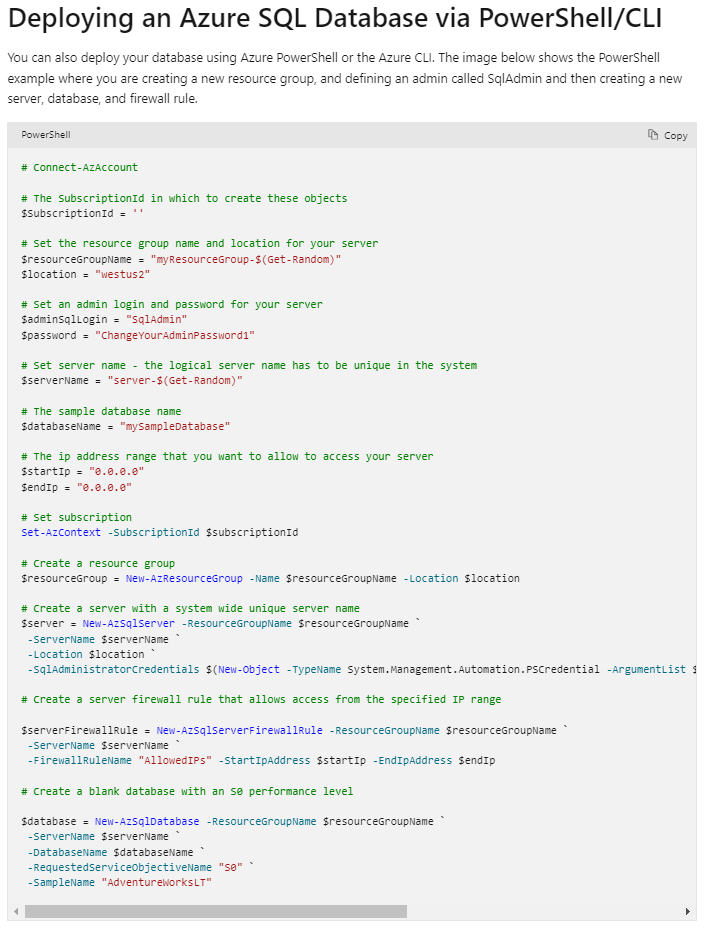 Deploying an Azure SQL Database via PowerShell/CLI
You can also deploy your database using Azure PowerShell or the Azure CLI. The image below shows the PowerShell
example where you are creating a new resource group, and defining an admin called SqlAdmin and then creating a new
server, database, and firewall rule.
PowerShell
Copy
# Connect-AzAccount
# The SubscriptionId in which to create these objects
$SubscriptionId = ''
# Set the resource group name and location for your server
$resourceGroupName = "myResourceGroup-$(Get-Random)"
$location = "westus2"
# Set an admin login and password for your server
$adminSqlLogin = "SqlAdmin"
$password = "ChangeYourAdminPassword1"
# Set server name - the logical server name has to be unique in the system
$serverName = "server-$(Get-Random)"
# The sample database name
$databaseName = "mySampleDatabase"
# The ip address range that you want to allow to access your server
$startIp = "0.0.0.0"
$endIp = "0.0.0.0"
# Set subscription
Set-AzContext -SubscriptionId $subscriptionId
# Create a resource group
$resourceGroup = New-AzResourceGroup -Name $resourceGroupName -Location $location
# Create a server with a system wide unique server name
$server = New-AzSqlServer -ResourceGroupName $resourceGroupName `
-ServerName $serverName `
-Location $location `
-SqlAdministratorCredentials $(New-Object -TypeName System.Management.Automation.PSCredential -ArgumentList $
# Create a server firewall rule that allows access from the specified IP range
$serverFirewallRule = New-AzSqlServerFirewallRule -ResourceGroupName $resourceGroupName `
-ServerName $serverName `
-FirewallRuleName "AllowedIPs" -StartIpAddress $startIp -EndIpAddress $endIp
# Create a blank database with an S0 performance level
$database = New-AzSqlDatabase -ResourceGroupName $resourceGroupName `
-ServerName $serverName `
-DatabaseName $databaseName `
-RequestedServiceObjectiveName "S0" `
-SampleName "AdventureWorksLT"